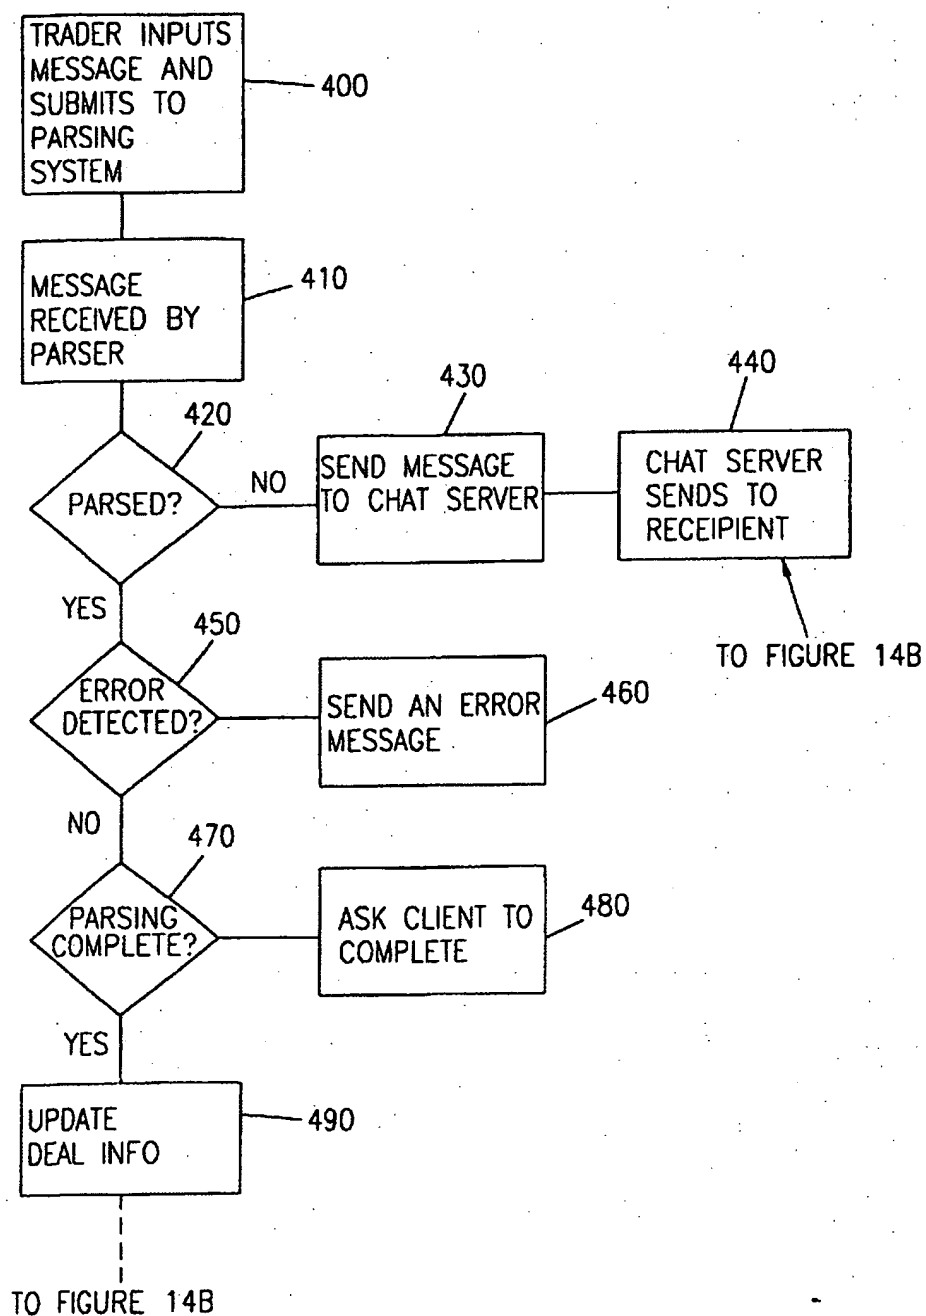 TRADER INPUTS
MESSAGE AND
SUBMITS TO
PARSING
SYSTEM
400
MESSAGE
RECEIVED BY
PARSER
410
420
PARSED?
NO
430
SEND MESSAGE
TO CHAT SERVER
440
CHAT SERVER
SENDS TO
RECEIPIENT
TO FIGURE 14B
YES
450
ERROR
DETECTED?
SEND AN ERROR
MESSAGE
460
NO
470
PARSING
COMPLETE?
ASK CLIENT TO
COMPLETE
480
YES
UPDATE
DEAL INFO
490
TO FIGURE 14B